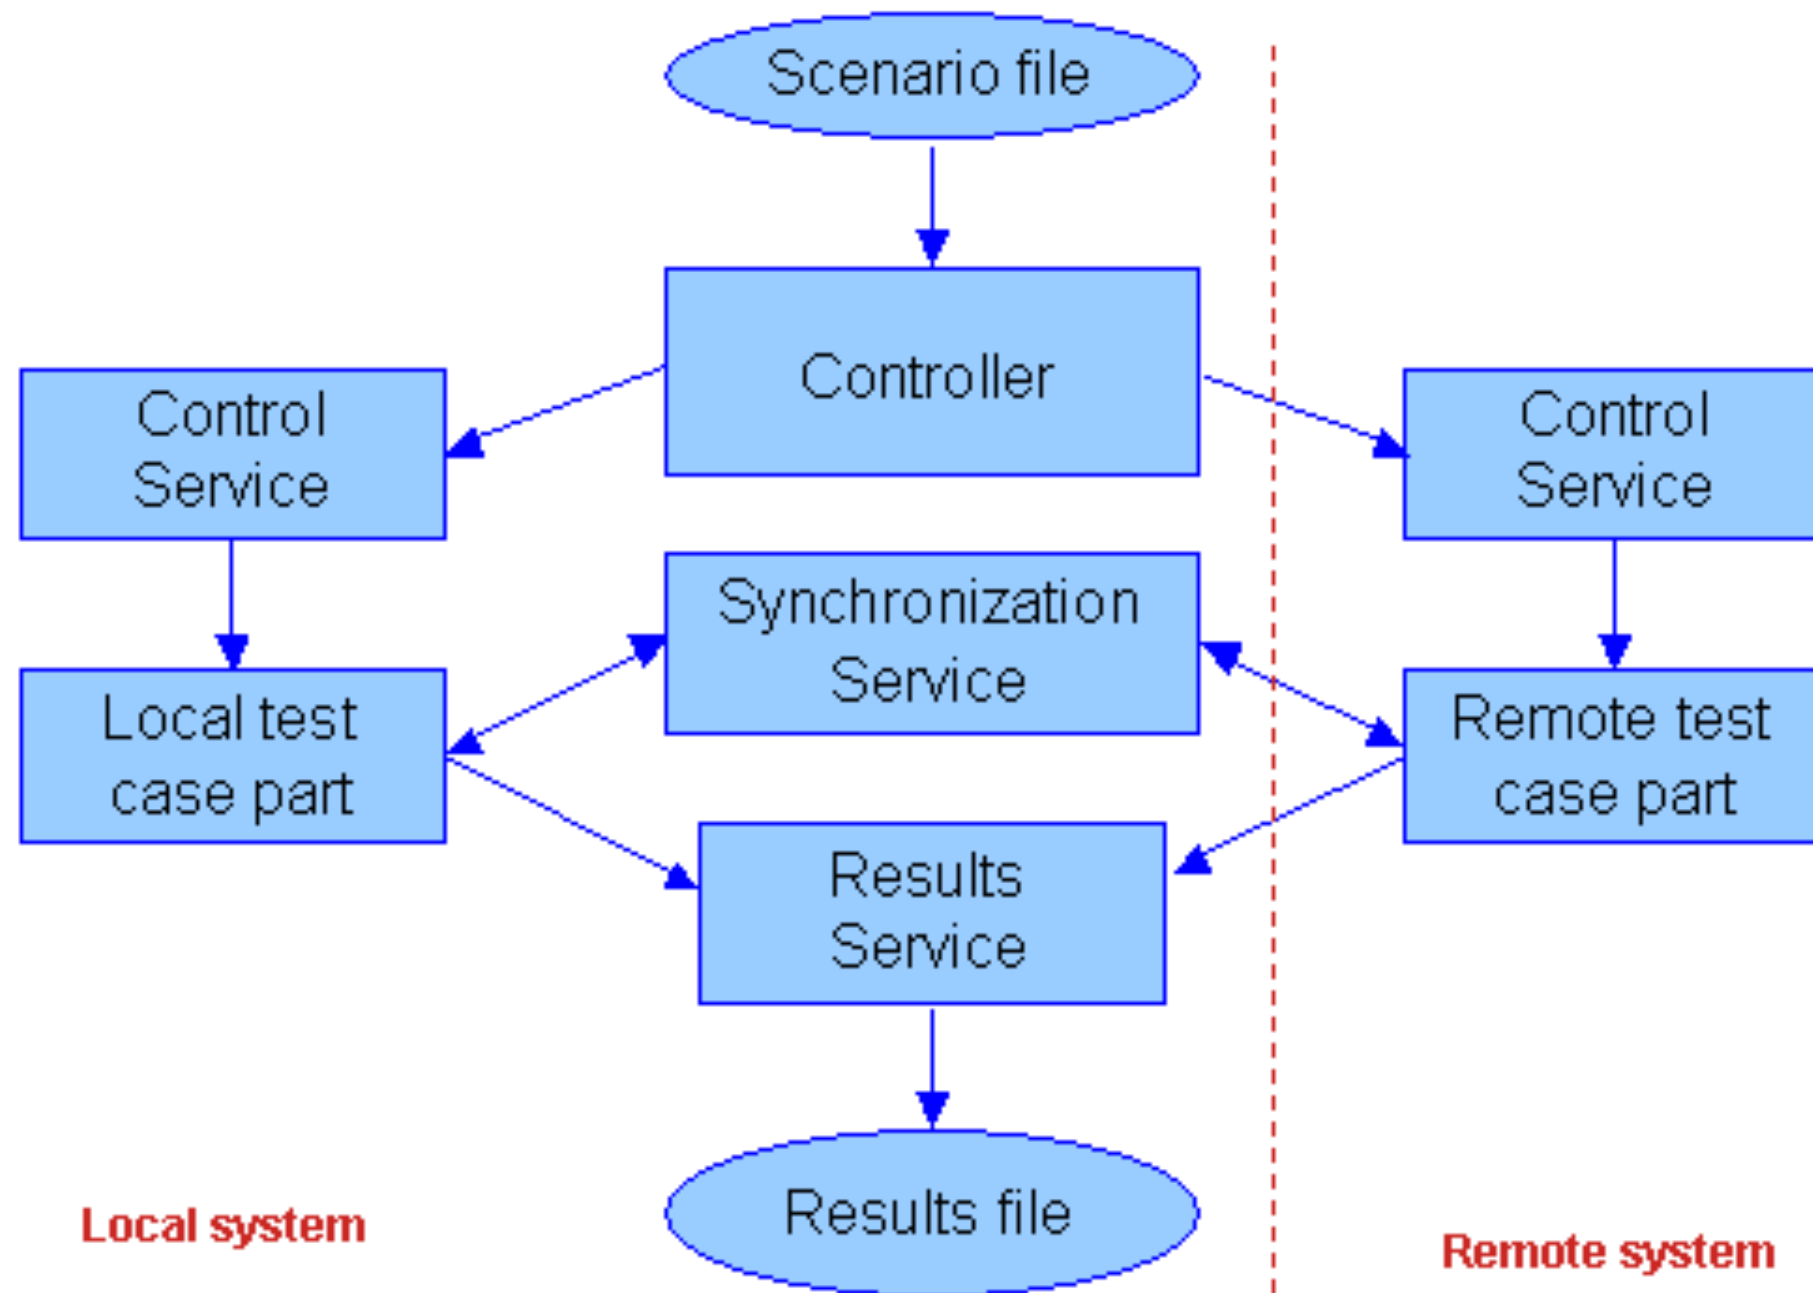 Scenario file
Controller
Control
Service
Control
Service
Synchronization
Service
Local test
case part
Remote test
case part
Results
Service
Results file
Local system
Remote system